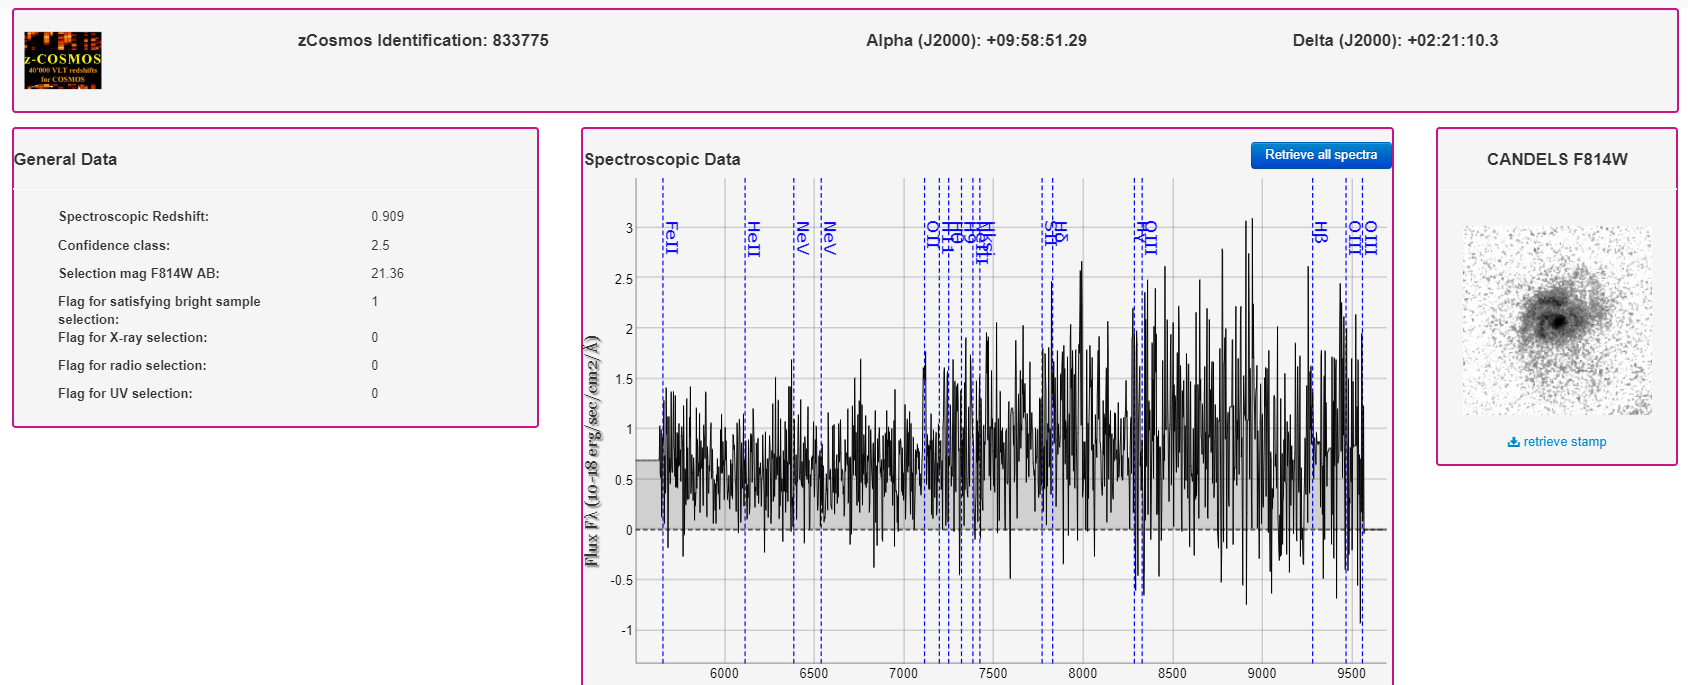 z-COSMOS
40'000 VLT redshifts
for COSMOS
zCosmos Identification: 833775
Alpha (J2000): +09:58:51.29
Delta (J2000): +02:21:10.3
General Data
Spectroscopic Redshift: 0.909
Confidence class: 2.5
Selection mag F814W AB: 21.36
Flag for satisfying bright sample 1
selection:
Flag for X-ray selection: 0
Flag for radio selection: 0
Flag for UV selection: 0
Spectroscopic Data
Retrieve all spectra
FeII
HeII
NeV
NeV
OII
Hθ
H9
SII
Hδ
Hγ
OIII
Hβ
OIII
OIII
3
2.5
2
1.5
1
0.5
0
-0.5
-1
Flux Fλ (10-18 erg/sec/cm2/Å)
6000
6500
7000
7500
8000
8500
9000
9500
CANDELS F814W
retrieve stamp